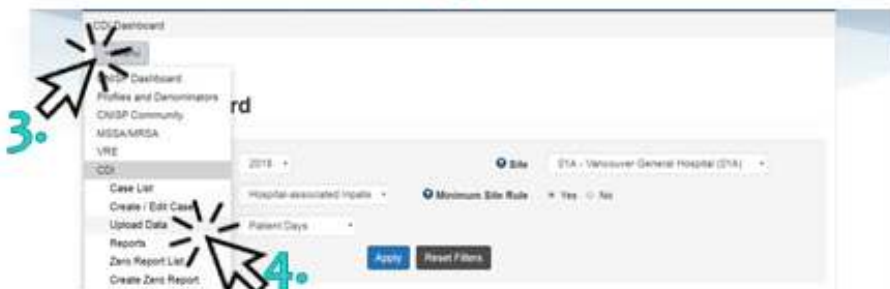 CDI Dashboard
CNISP Dashboard
Profiles and Denominators
CNISP Community
rd
3.
MSSA/MRSA
VRE
CDI
2018
Site
01A - Vancouver General Hospital (01A)
Case List
Hospital-associated Inpatie
Minimum Site Rule
Yes
No
Create / Edit Case
Upload Data
Patient Days
Reports
4.
Zero Report List
Apply
Reset Filters
Create Zero Report